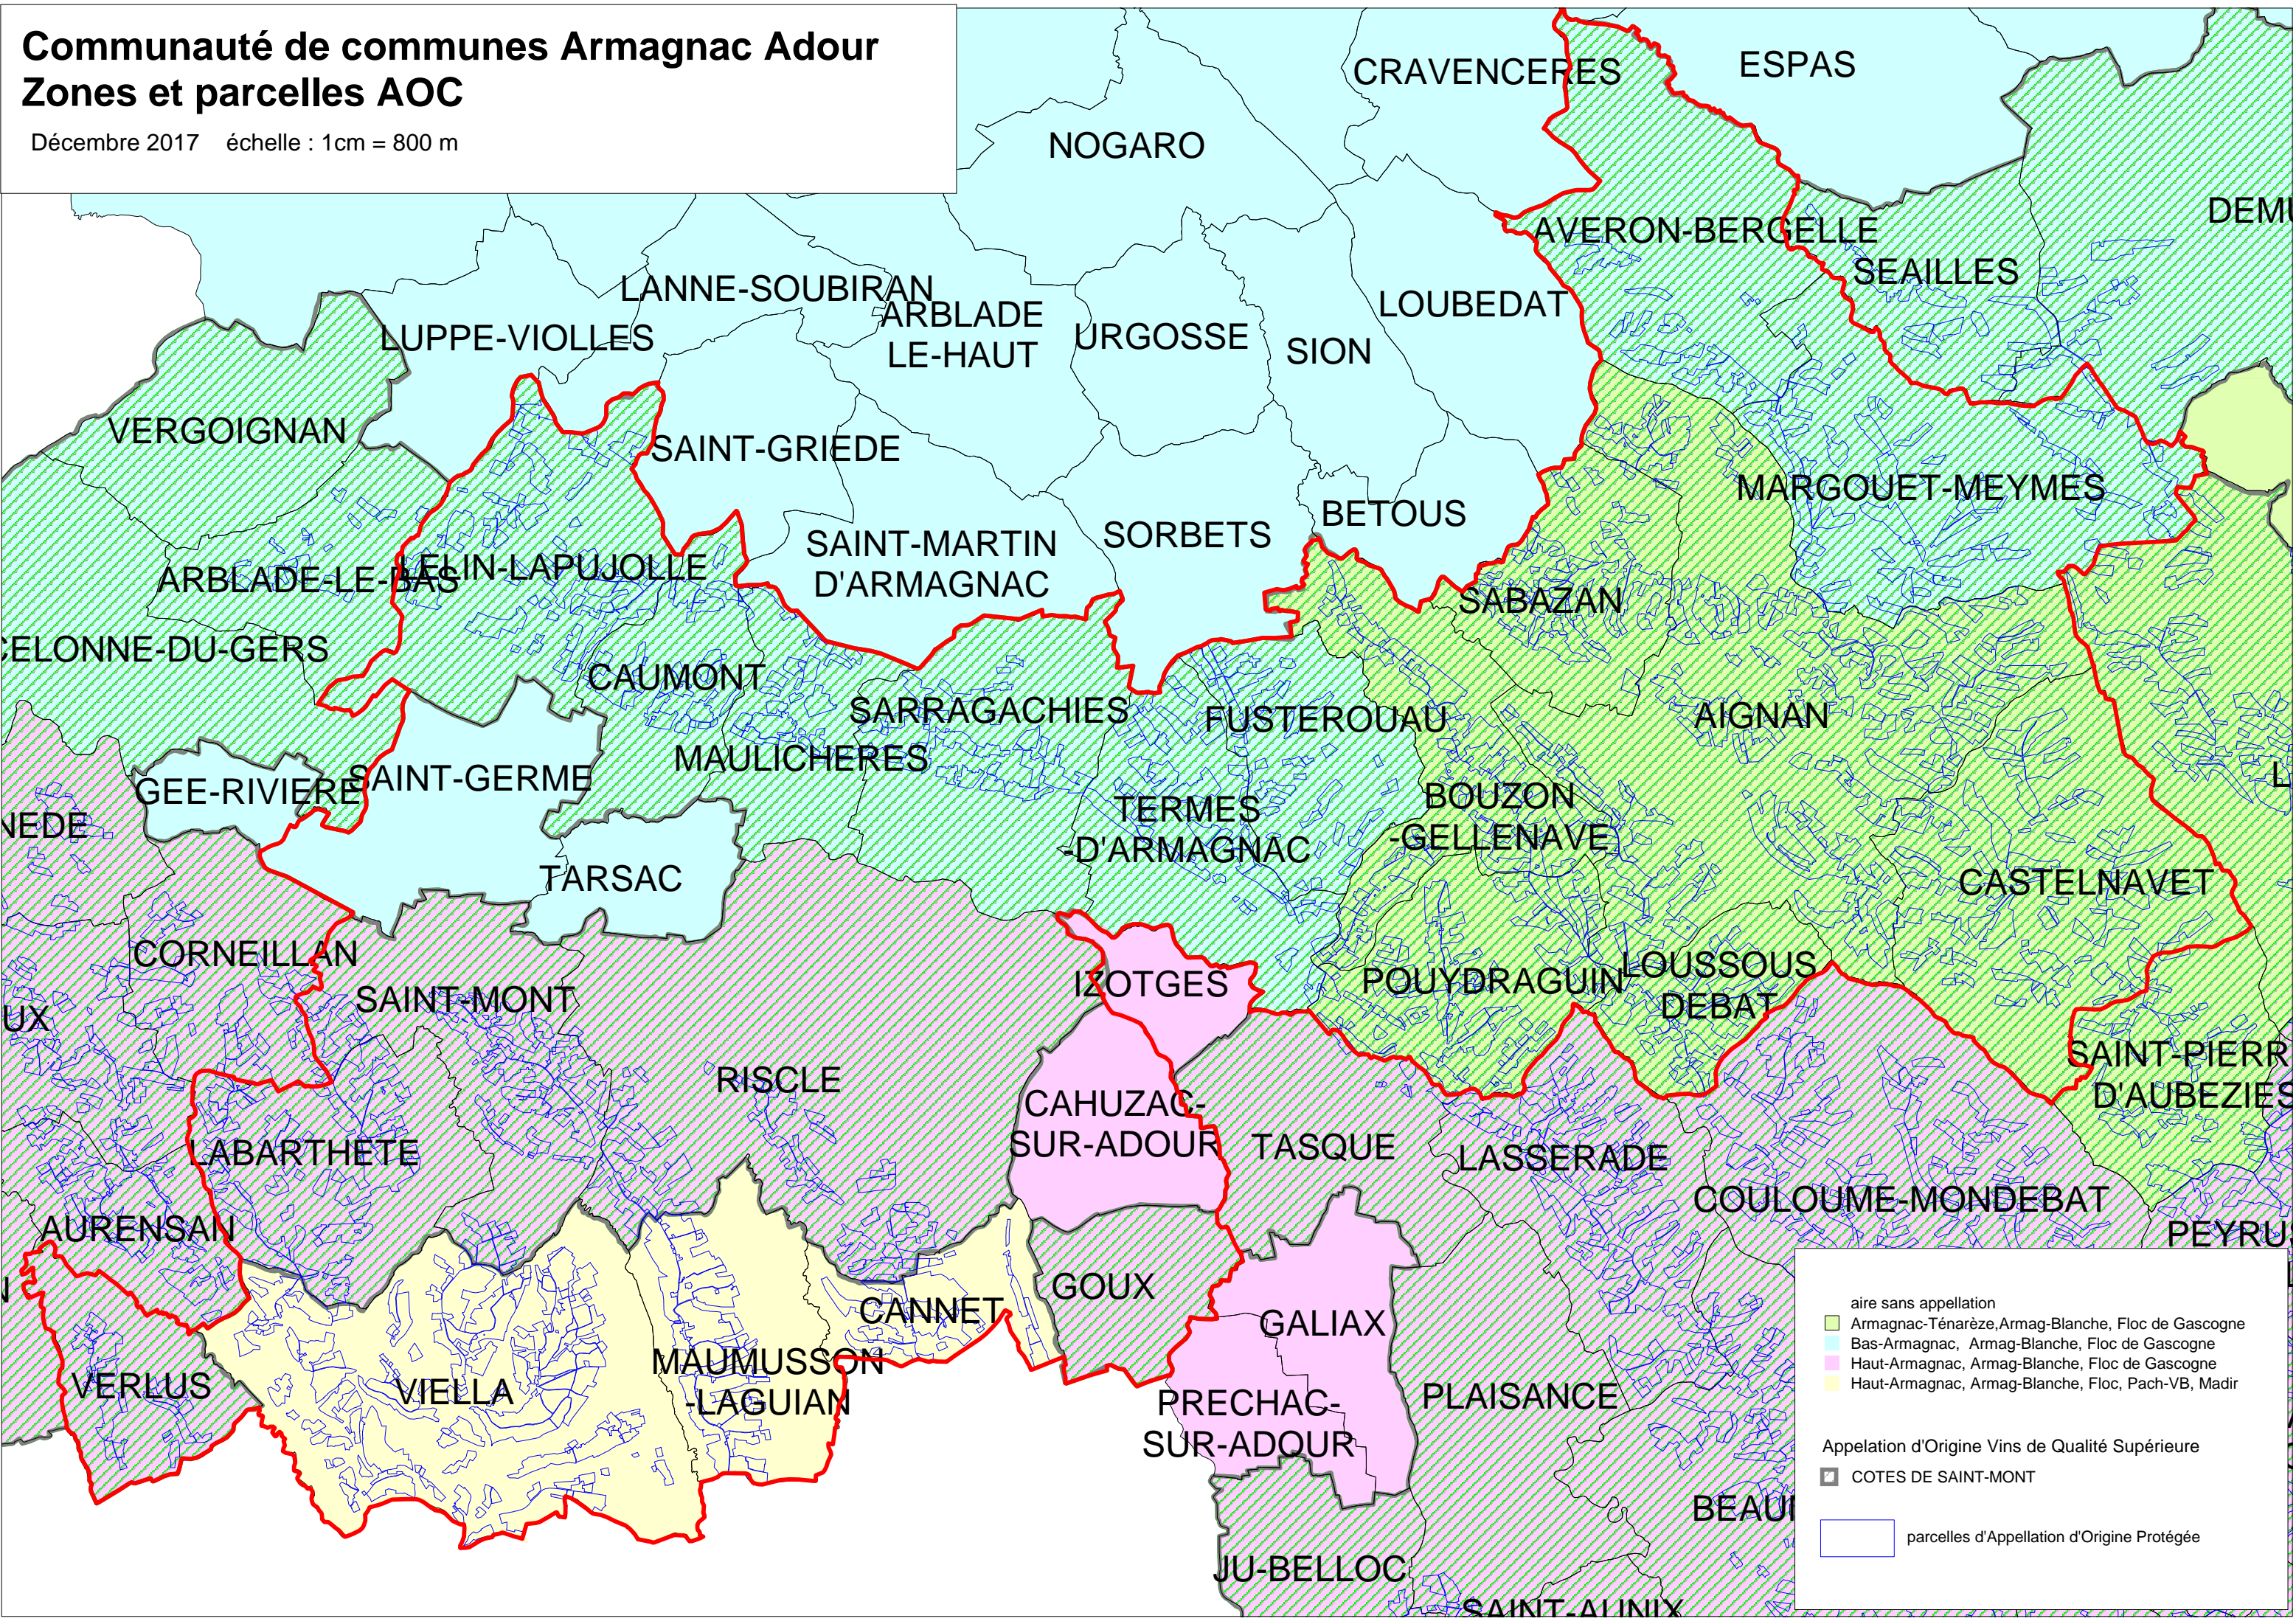 Communauté de communes Armagnac Adour
Zones et parcelles AOC
Décembre 2017 échelle : 1cm = 800 m
CRAVENCERES
ESPAS
NOGARO
DEMU
AVERON-BERGELLE
SEAILLES
LANNE-SOUBIRAN
ARBLADE
LE-HAUT
LOUBEDAT
LUPPE-VIOLLES
URGOSSE
SION
VERGOIGNAN
SAINT-GRIEDE
MARGOUET-MEYMES
BETOUS
SORBETS
SAINT-MARTIN
D'ARMAGNAC
ARBLADE-LE-BAS
LELIN-LAPUJOLLE
SABAZAN
CELONNE-DU-GERS
CAUMONT
SARRAGACHIES
FUSTEROUAU
AIGNAN
MAULICHERES
SAINT-GERME
GEE-RIVIERE
L
NEDE
TERMES
-D'ARMAGNAC
BOUZON
-GELLENAVE
TARSAC
CASTELNAVET
CORNEILLAN
IZOTGES
POUYDRAGUIN
LOUSSOUS
DEBAT
SAINT-MONT
UX
RISCLE
SAINT-PIERR
D'AUBEZIES
CAHUZAC-
SUR-ADOUR
TASQUE
LASSERADE
LABARTHETE
COULOUME-MONDEBAT
AURENSAN
PEYRUS
N
GOUX
CANNET
GALIAX
MAUMUSSON
-LAGUIAN
VERLUS
VIELLA
PRECHAC-
SUR-ADOUR
PLAISANCE
BEAUM
JU-BELLOC
SAINT-AUNIX
aire sans appellation
Armagnac-Ténarèze,Armag-Blanche, Floc de Gascogne
Bas-Armagnac, Armag-Blanche, Floc de Gascogne
Haut-Armagnac, Armag-Blanche, Floc de Gascogne
Haut-Armagnac, Armag-Blanche, Floc, Pach-VB, Madir
Appelation d'Origine Vins de Qualité Supérieure
COTES DE SAINT-MONT
parcelles d'Appellation d'Origine Protégée